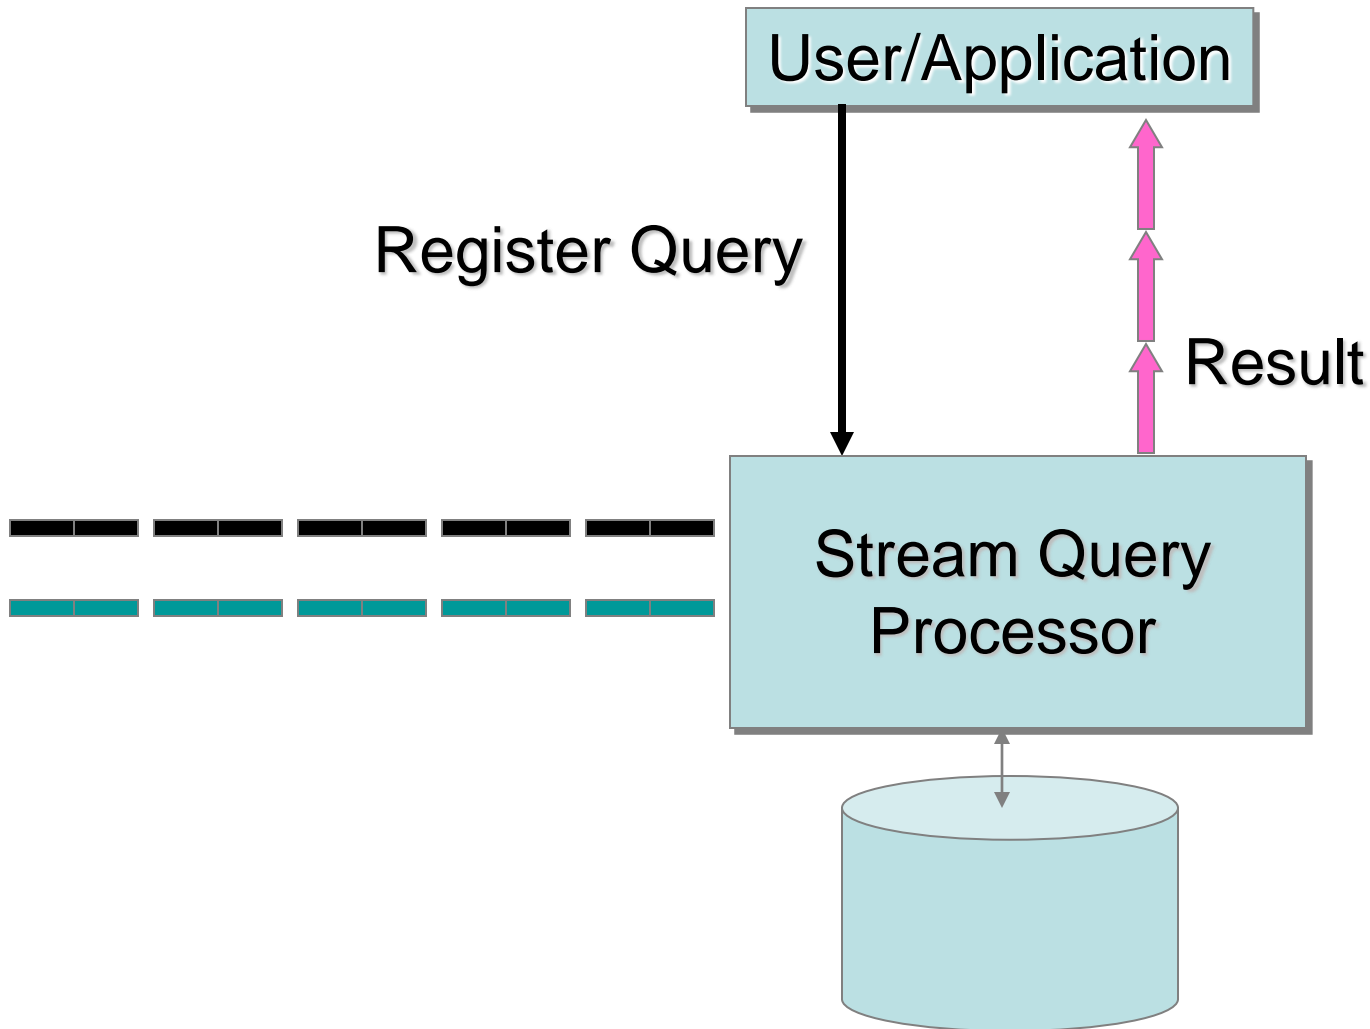 User/Application
Register Query
Result
Stream Query
Processor